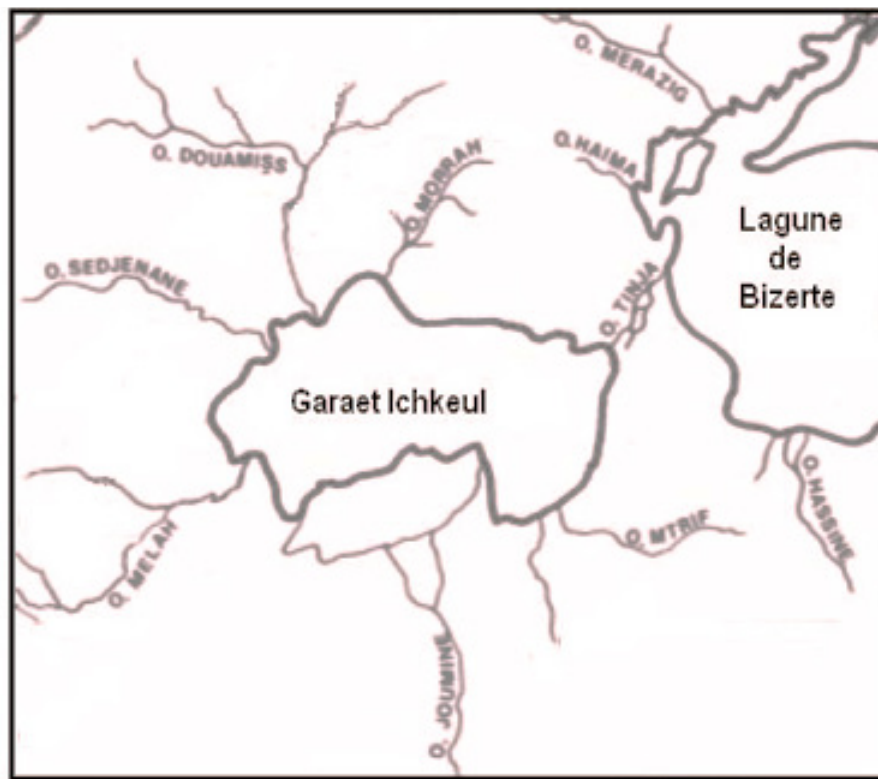 O. MERAZIG
O. DOUAMISS
O. MORRAH
O. HAIMA
Lagune
de
Bizerte
O. SEDJENANE
O. TINJA
Garaet Ichkeul
O. HASSINE
O. MTRIF
O. MELAH
O. JOUMINE